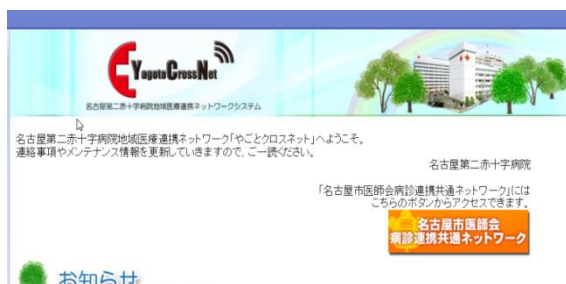 YagotoCrossNet
名古屋第二赤十字病院地域医療連携ネットワークシステム
名古屋第二赤十字病院地域医療連携ネットワーク「やごとクロスネット」へようこそ。
連絡事項やメンテナンス情報を更新していきますので、ご一読ください。
名古屋第二赤十字病院
「名古屋市医師会病診連携共通ネットワーク」には
こちらのボタンからアクセスできます。
名古屋市医師会
病診連携共通ネットワーク
お知らせ